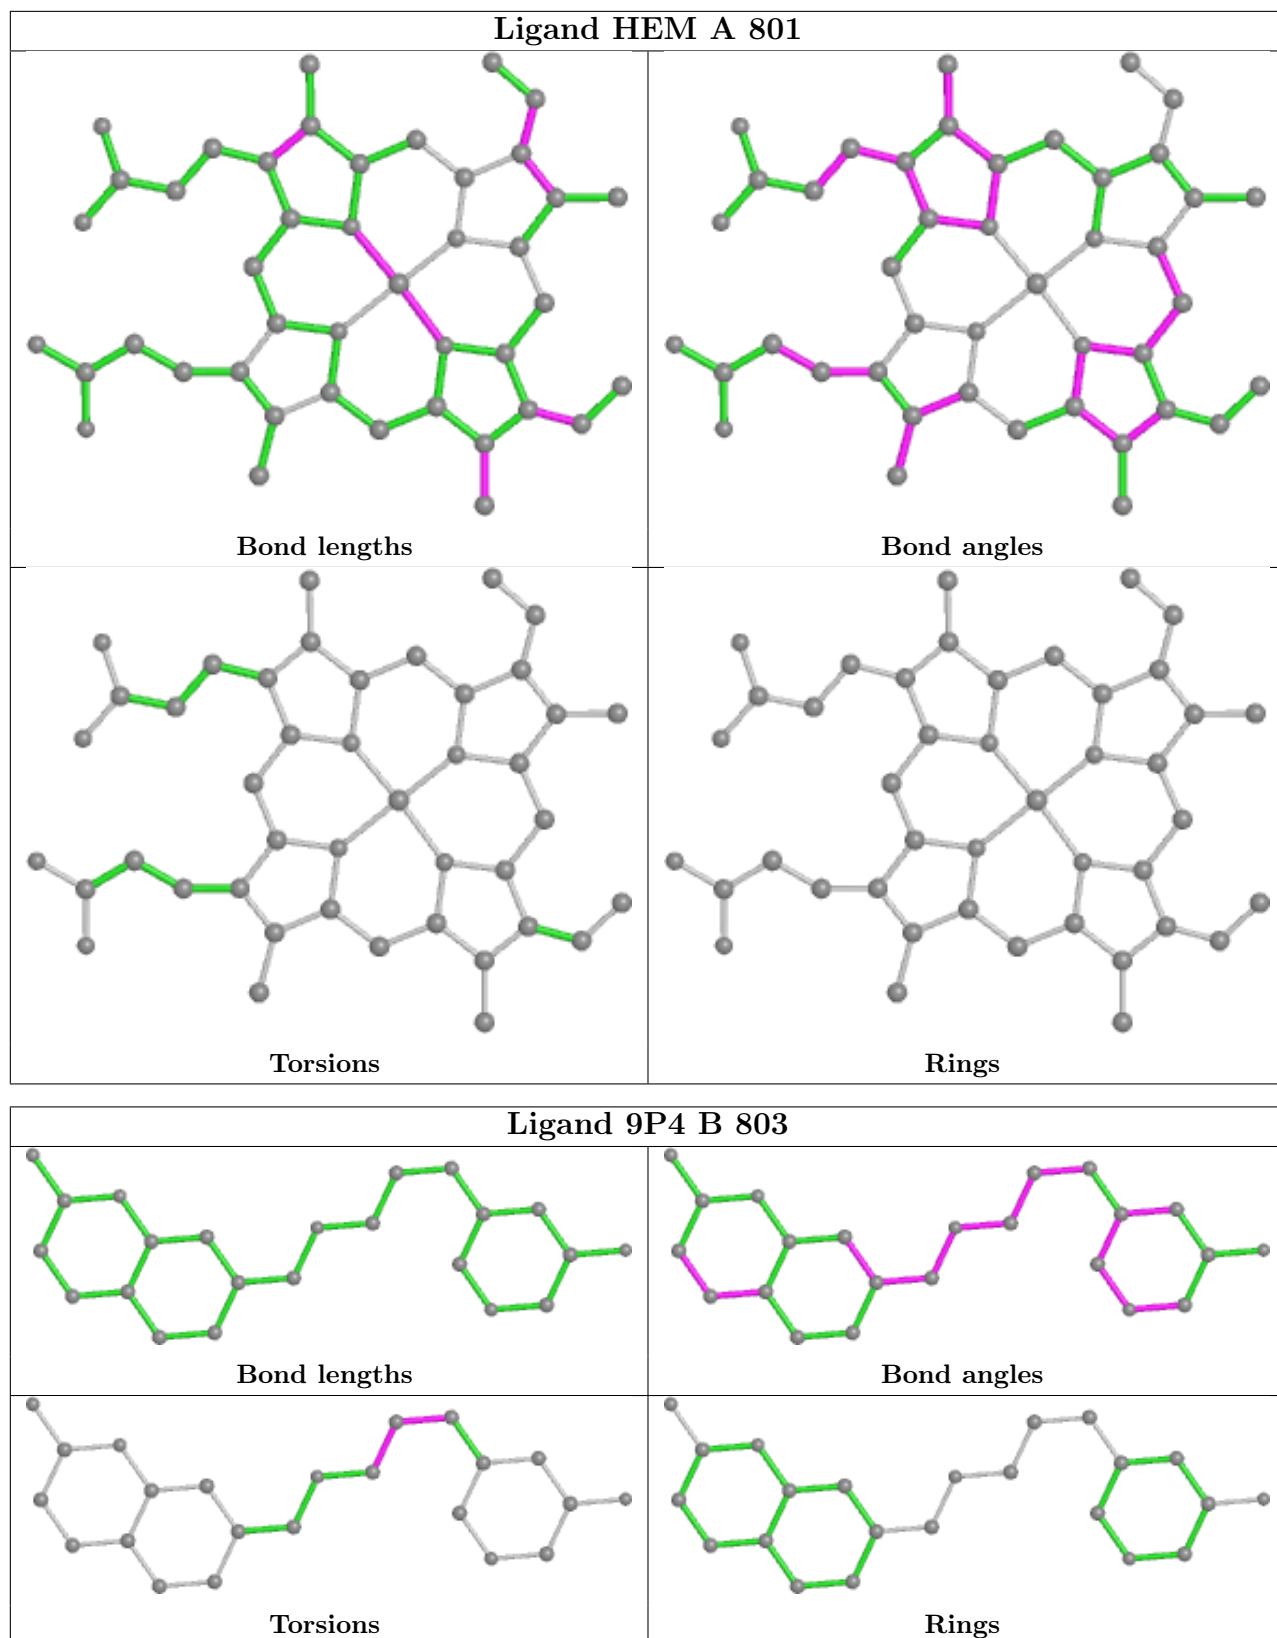 Ligand HEM A 801
Bond lengths
Bond angles
Torsions
Rings
Ligand 9P4 B 803
Bond lengths
Bond angles
Torsions
Rings